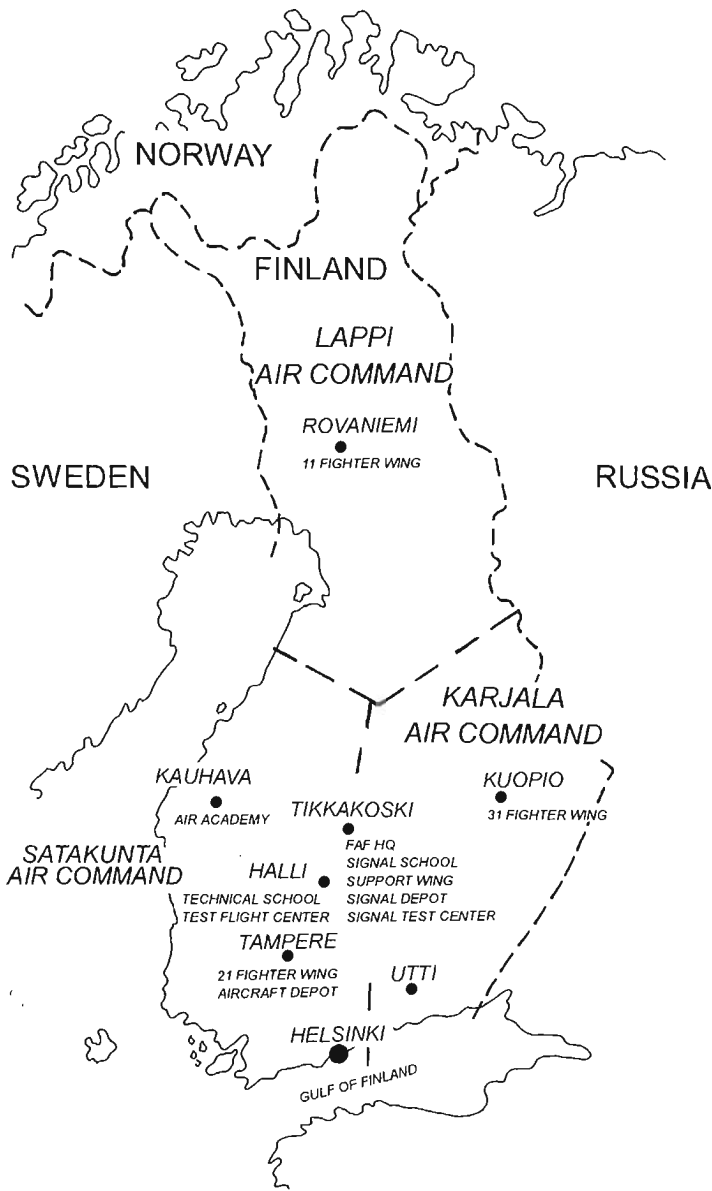 NORWAY
FINLAND
LAPPI
AIR COMMAND
ROVANIEMI
11 FIGHTER WING
SWEDEN
RUSSIA
KARJALA
AIR COMMAND
KAUHAVA
AIR ACADEMY
KUOPIO
31 FIGHTER WING
TIKKAKOSKI
FAF HQ
SIGNAL SCHOOL
SUPPORT WING
SIGNAL DEPOT
SIGNAL TEST CENTER
SATAKUNTA
AIR COMMAND
HALLI
TECHNICAL SCHOOL
TEST FLIGHT CENTER
TAMPERE
21 FIGHTER WING
AIRCRAFT DEPOT
UTTI
HELSINKI
GULF OF FINLAND